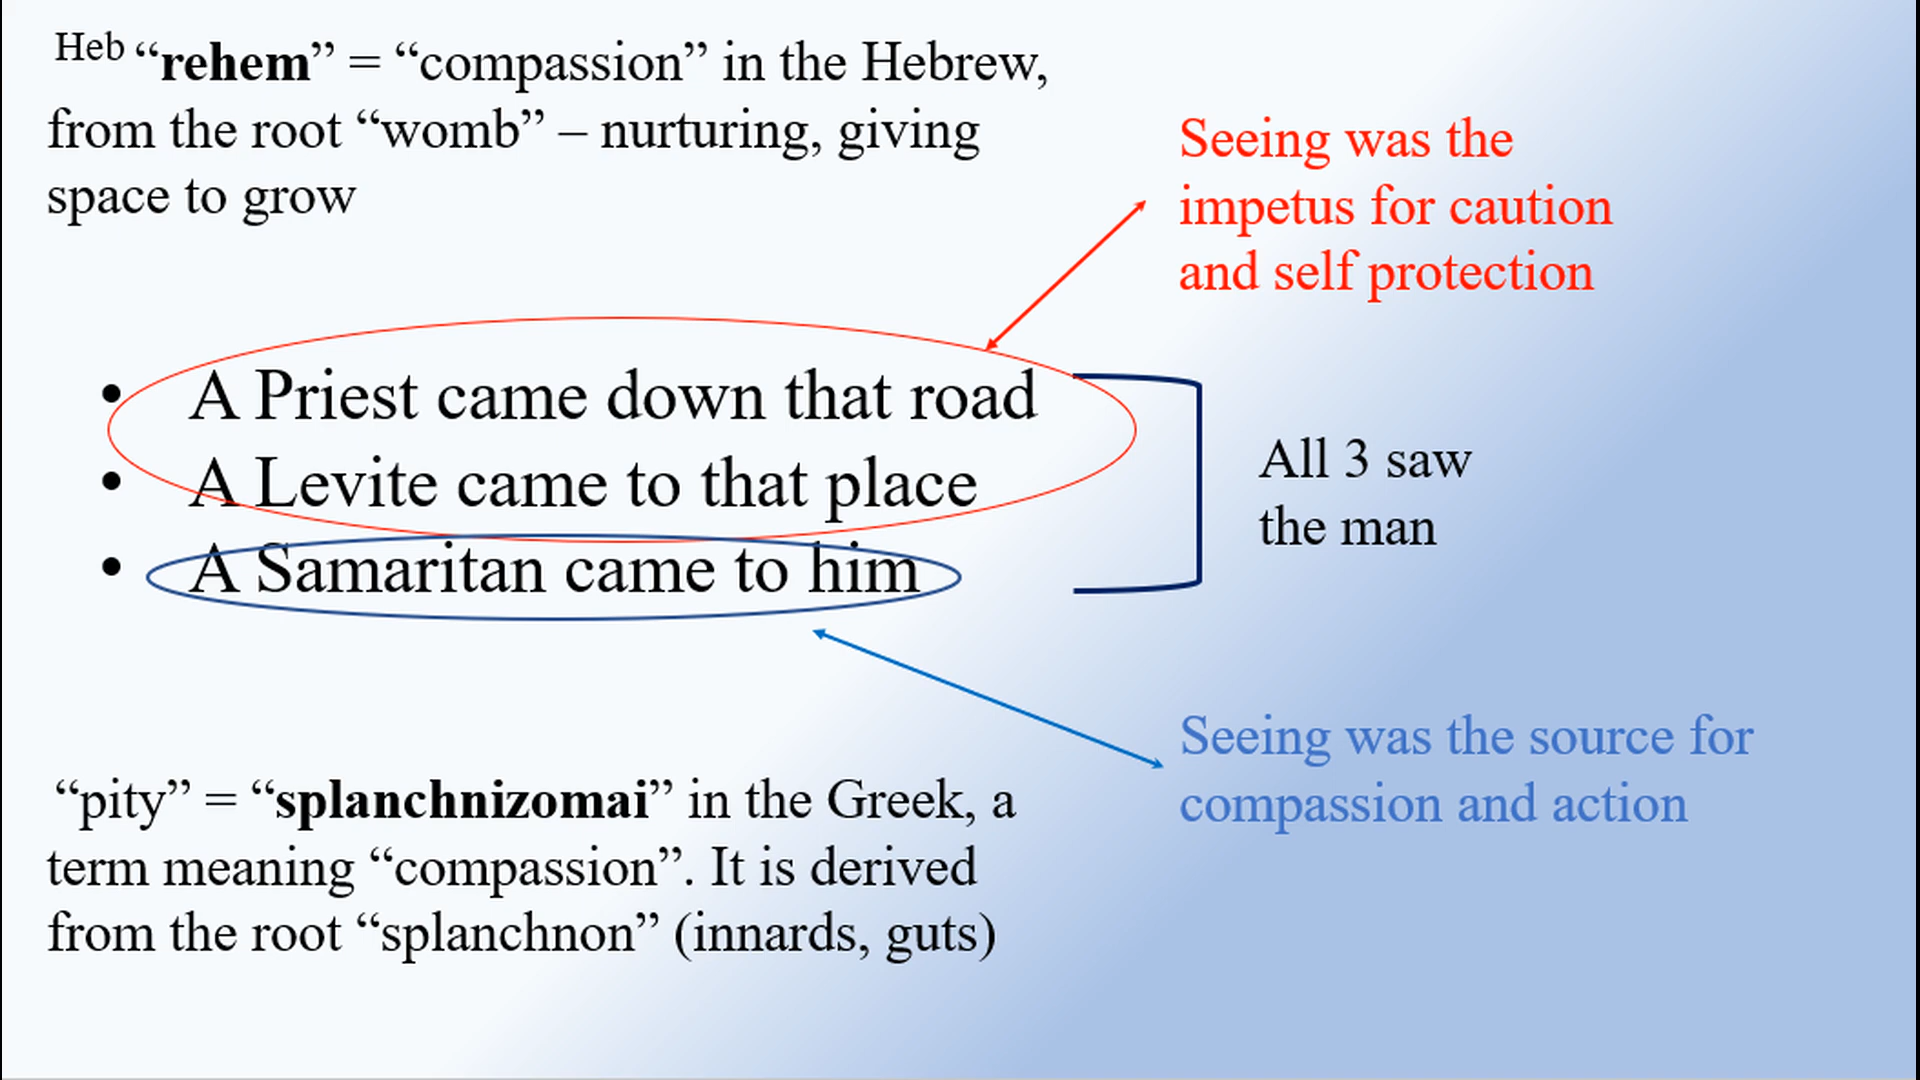 Heb “rehem” = “compassion” in the Hebrew,
from the root “womb” – nurturing, giving
space to grow
Seeing was the
impetus for caution
and self protection
• A Priest came down that road
• A Levite came to that place
• A Samaritan came to him
All 3 saw
the man
Seeing was the source for
compassion and action
“pity” = “splanchnizomai” in the Greek, a
term meaning “compassion”. It is derived
from the root “splanchnon” (innards, guts)